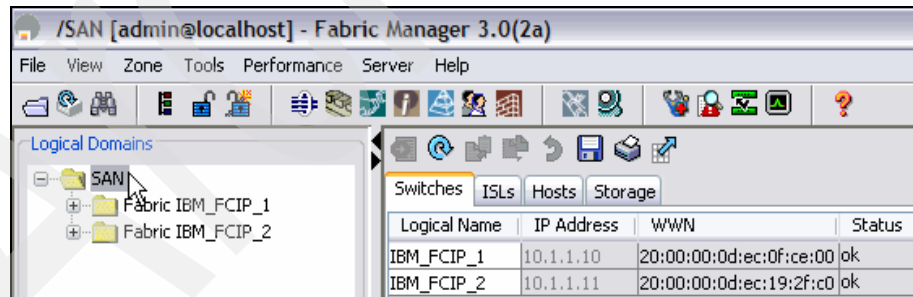 /SAN [admin@localhost] - Fabric Manager 3.0(2a)
File View Zone Tools Performance Server Help
Logical Domains
SAN
Fabric IBM_FCIP_1
Fabric IBM_FCIP_2
Switches ISLs Hosts Storage
Logical Name IP Address WWN Status
IBM_FCIP_1 10.1.1.10 20:00:00:0d:ec:0f:ce:00 ok
IBM_FCIP_2 10.1.1.11 20:00:00:0d:ec:19:2f:c0 ok